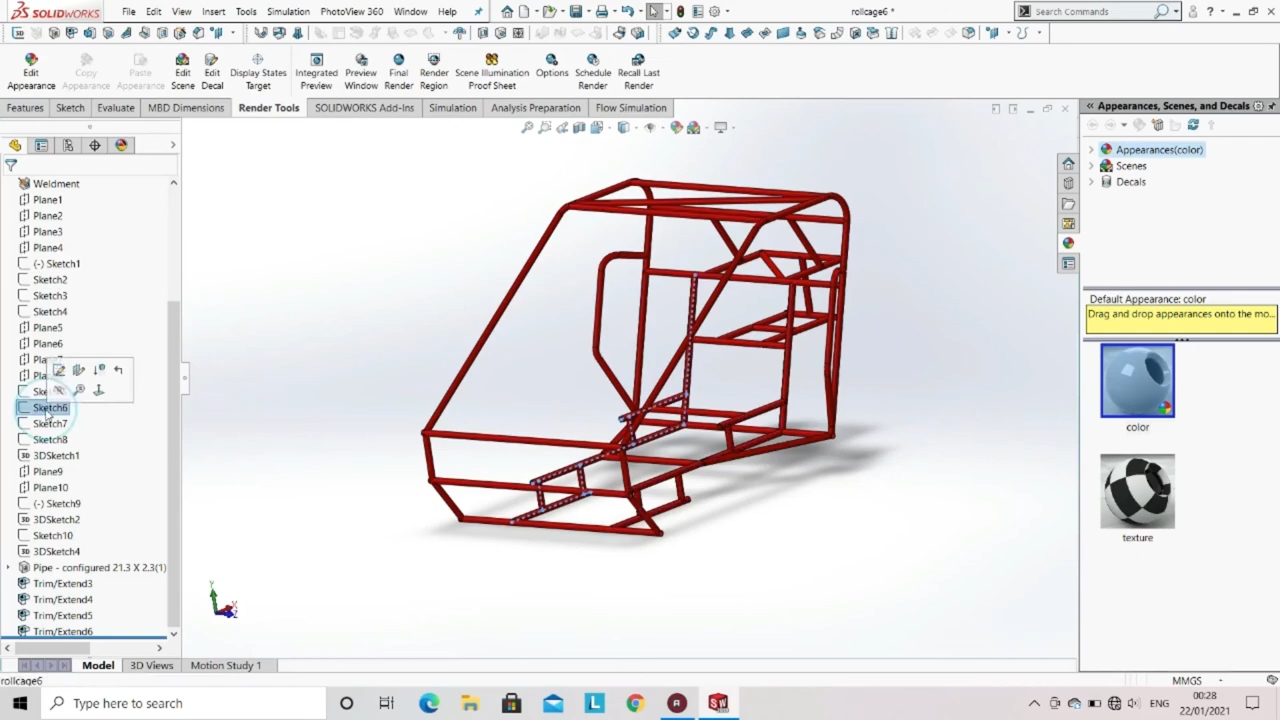 SOLIDWORKS File Edit View Insert Tools Simulation PhotoView 360 Window Help rollcage6 * Search Commands
Edit Appearance
Copy Appearance
Paste Appearance
Edit Scene
Edit Decal
Display States Target
Integrated Preview
Preview Window
Final Render
Render Region
Scene Illumination Proof Sheet
Options
Schedule Render
Recall Last Render
Features Sketch Evaluate MBD Dimensions Render Tools SOLIDWORKS Add-Ins Simulation Analysis Preparation Flow Simulation
Appearances, Scenes, and Decals
Appearances(color)
Scenes
Decals
Weldment
Plane1
Plane2
Plane3
Plane4
(-) Sketch1
Sketch2
Sketch3
Sketch4
Plane5
Plane6
Sketch6
Sketch7
Sketch8
3DSketch1
Plane9
Plane10
(-) Sketch9
3DSketch2
Sketch10
3DSketch4
Pipe - configured 21.3 X 2.3(1)
Trim/Extend3
Trim/Extend4
Trim/Extend5
Trim/Extend6
Default Appearance: color
Drag and drop appearances onto the mo...
color
texture
Y
X
Z
Model 3D Views Motion Study 1
rollcage6 MMGS
Type here to search
ENG
00:28
22/01/2021